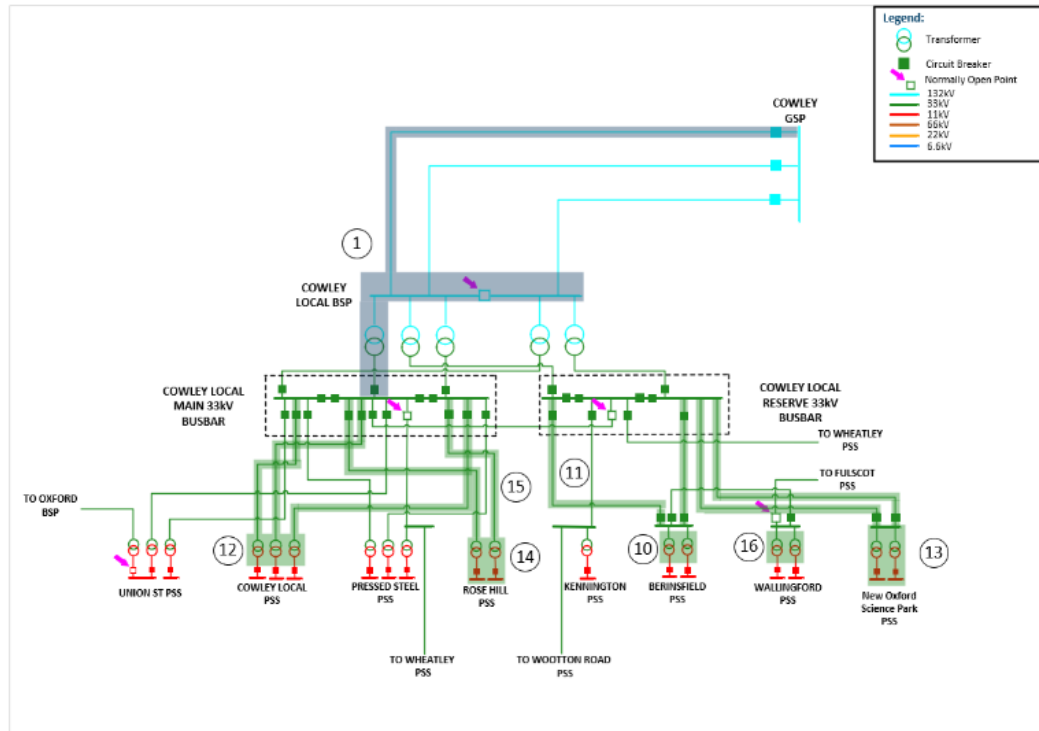 Legend:
Transformer
Circuit Breaker
Normally Open Point
132kV
33kV
11kV
66kV
22kV
6.6kV
COWLEY
GSP
1
COWLEY
LOCAL BSP
COWLEY LOCAL
MAIN 33kV
BUSBAR
COWLEY LOCAL
RESERVE 33kV
BUSBAR
TO WHEATLEY
PSS
TO FULSCOT
PSS
11
15
TO OXFORD
BSP
12
14
10
16
13
UNION ST PSS
COWLEY LOCAL
PSS
PRESSED STEEL
PSS
ROSE HILL
PSS
KENNINGTON
PSS
BERINSFIELD
PSS
WALLINGFORD
PSS
New Oxford
Science Park
PSS
TO WHEATLEY
PSS
TO WOOTTON ROAD
PSS